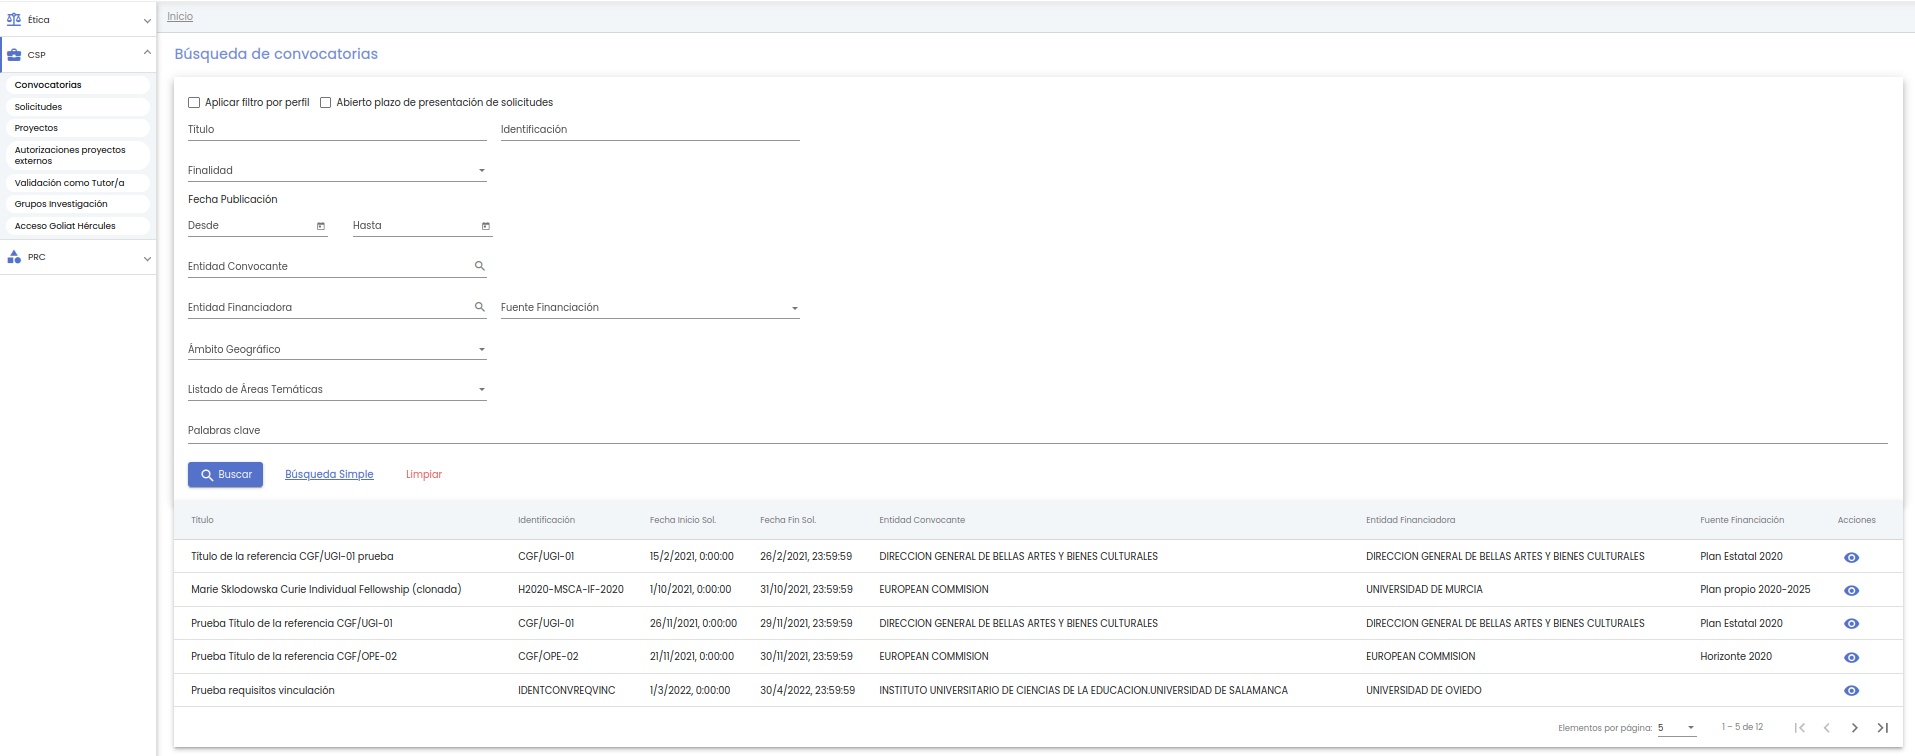 Ética
CSP
Convocatorias
Solicitudes
Proyectos
Autorizaciones proyectos
externos
Validación como Tutor/a
Grupos Investigación
Acceso Goliat Hércules
PRC
Inicio
Búsqueda de convocatorias
Aplicar filtro por perfil Abierto plazo de presentación de solicitudes
Título Identificación
Finalidad
Fecha Publicación
Desde Hasta
Entidad Convocante
Entidad Financiadora Fuente Financiación
Ámbito Geográfico
Listado de Áreas Temáticas
Palabras clave
Buscar Búsqueda Simple Limpiar
Título Identificación Fecha Inicio Sol. Fecha Fin Sol. Entidad Convocante Entidad Financiadora Fuente Financiación Acciones
Título de la referencia CGF/UGI-01 prueba CGF/UGI-01 15/2/2021, 0:00:00 26/2/2021, 23:59:59 DIRECCION GENERAL DE BELLAS ARTES Y BIENES CULTURALES DIRECCION GENERAL DE BELLAS ARTES Y BIENES CULTURALES Plan Estatal 2020
Marie Sklodowska Curie Individual Fellowship (clonada) H2020-MSCA-IF-2020 1/10/2021, 0:00:00 31/10/2021, 23:59:59 EUROPEAN COMMISION UNIVERSIDAD DE MURCIA Plan propio 2020-2025
Prueba Título de la referencia CGF/UGI-01 CGF/UGI-01 26/11/2021, 0:00:00 29/11/2021, 23:59:59 DIRECCION GENERAL DE BELLAS ARTES Y BIENES CULTURALES DIRECCION GENERAL DE BELLAS ARTES Y BIENES CULTURALES Plan Estatal 2020
Prueba Título de la referencia CGF/OPE-02 CGF/OPE-02 21/11/2021, 0:00:00 30/11/2021, 23:59:59 EUROPEAN COMMISION EUROPEAN COMMISION Horizonte 2020
Prueba requisitos vinculación IDENTCONVREQVINC 1/3/2022, 0:00:00 30/4/2022, 23:59:59 INSTITUTO UNIVERSITARIO DE CIENCIAS DE LA EDUCACION.UNIVERSIDAD DE SALAMANCA UNIVERSIDAD DE OVIEDO
Elementos por página: 5 1 – 5 de 12